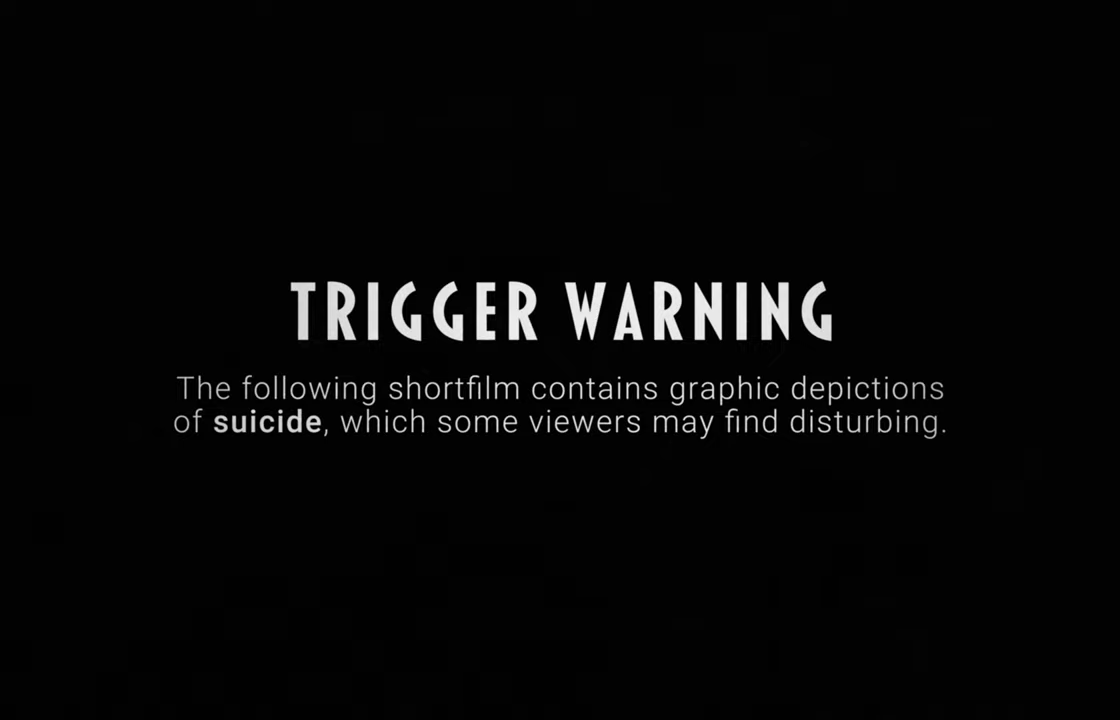 TRIGGER WARNING
The following shortfilm contains graphic depictions
of suicide, which some viewers may find disturbing.